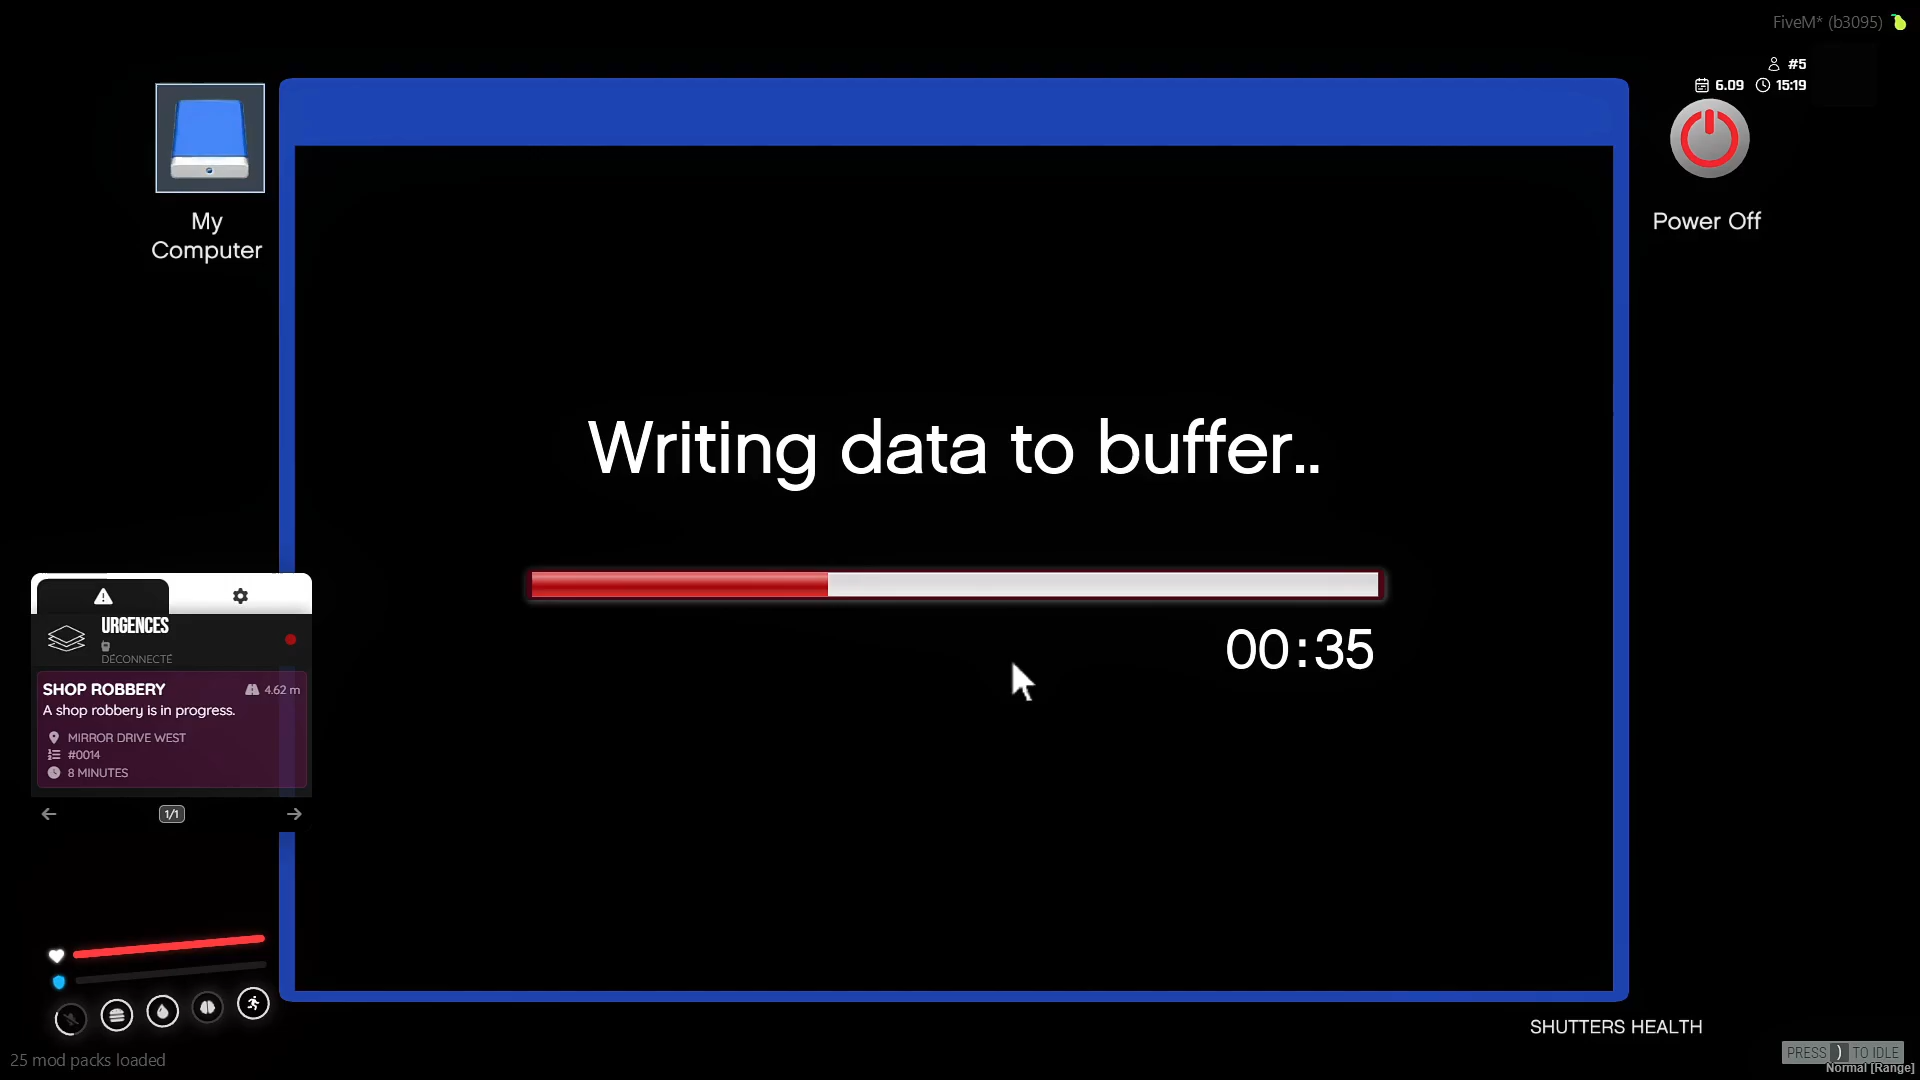 FiveM* (b3095)
#5
6.09 15:19
My
Computer
Power Off
Writing data to buffer..
00:35
URGENCES
DÉCONNECTÉ
SHOP ROBBERY 4.62 m
A shop robbery is in progress.
MIRROR DRIVE WEST
#0014
8 MINUTES
1/1
SHUTTERS HEALTH
25 mod packs loaded
PRESS ) TO IDLE
Normal [Range]